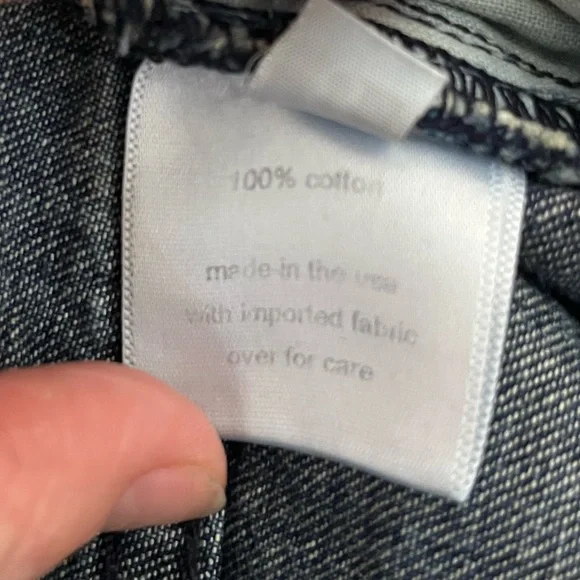 100% cotton
made in the usa
with imported fabric
over for care